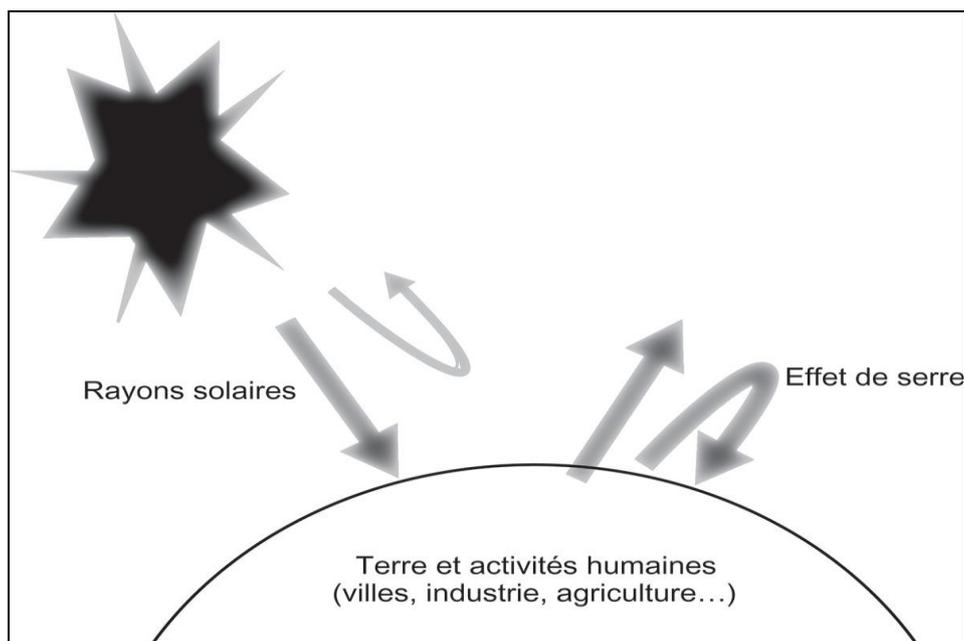 Rayons solaires
Effet de serre
Terre et activités humaines
(villes, industrie, agriculture…)